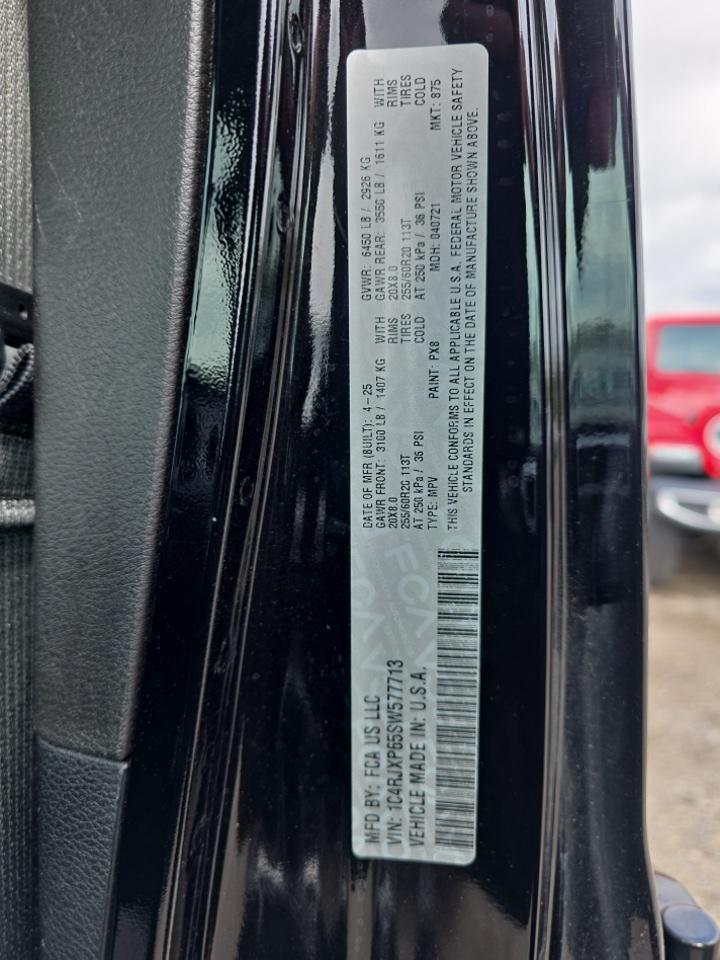 MFD BY: FCA US LLC
VIN: 1C4RJXP65SW577713
VEHICLE MADE IN: U.S.A.
DATE OF MFR (BUILT): 4-25 GVWR: 6450 LB / 2926 KG
GAWR FRONT: 3100 LB / 1407 KG WITH GAWR REAR: 3550 LB / 1611 KG WITH
20X8.0 RIMS 20X8.0 RIMS
255/60R20 113T TIRES 255/60R20 113T TIRES
AT 250 kPa / 36 PSI COLD AT 250 kPa / 36 PSI COLD
TYPE: MPV PAINT: PX8 MDH: 040721 MKT: 875
THIS VEHICLE CONFORMS TO ALL APPLICABLE U.S.A. FEDERAL MOTOR VEHICLE SAFETY
STANDARDS IN EFFECT ON THE DATE OF MANUFACTURE SHOWN ABOVE.
FCA